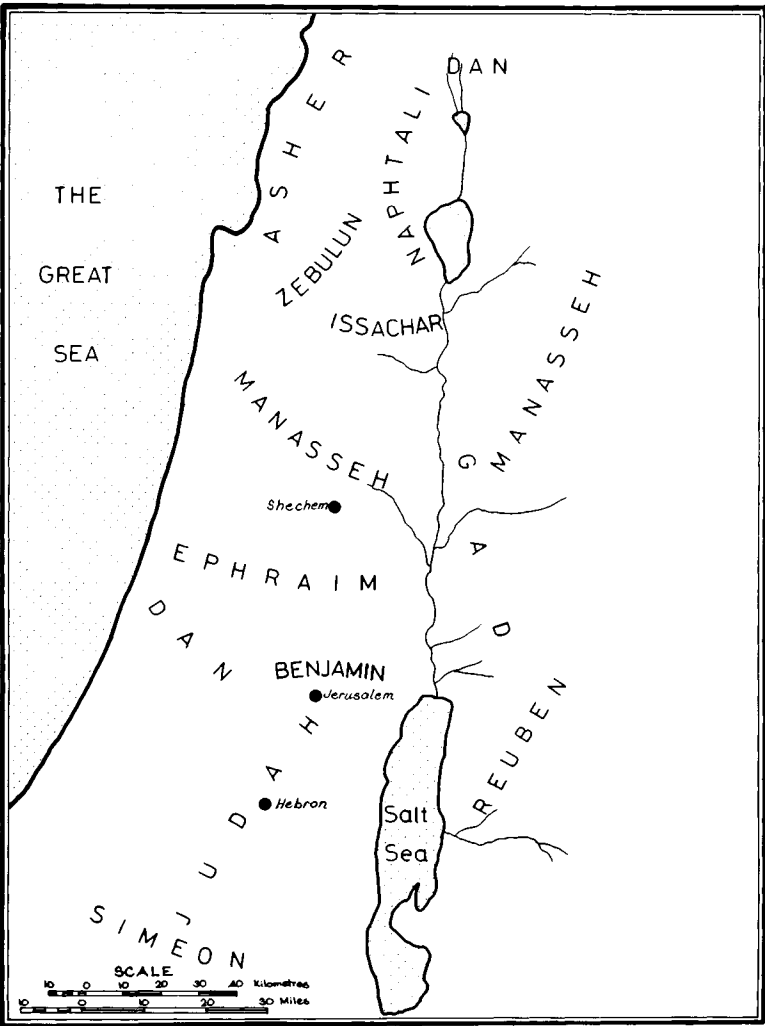 DAN
ASHER
NAPHTALI
THE
GREAT
SEA
ZEBULUN
ISSACHAR
MANASSEH
MANASSEH
GAD
Shechem
EPHRAIM
DAN
BENJAMIN
Jerusalem
REUBEN
JUDAH
Hebron
Salt
Sea
SIMEON
SCALE
10 0 10 20 30 40 Kilometres
10 0 10 20 30 Miles